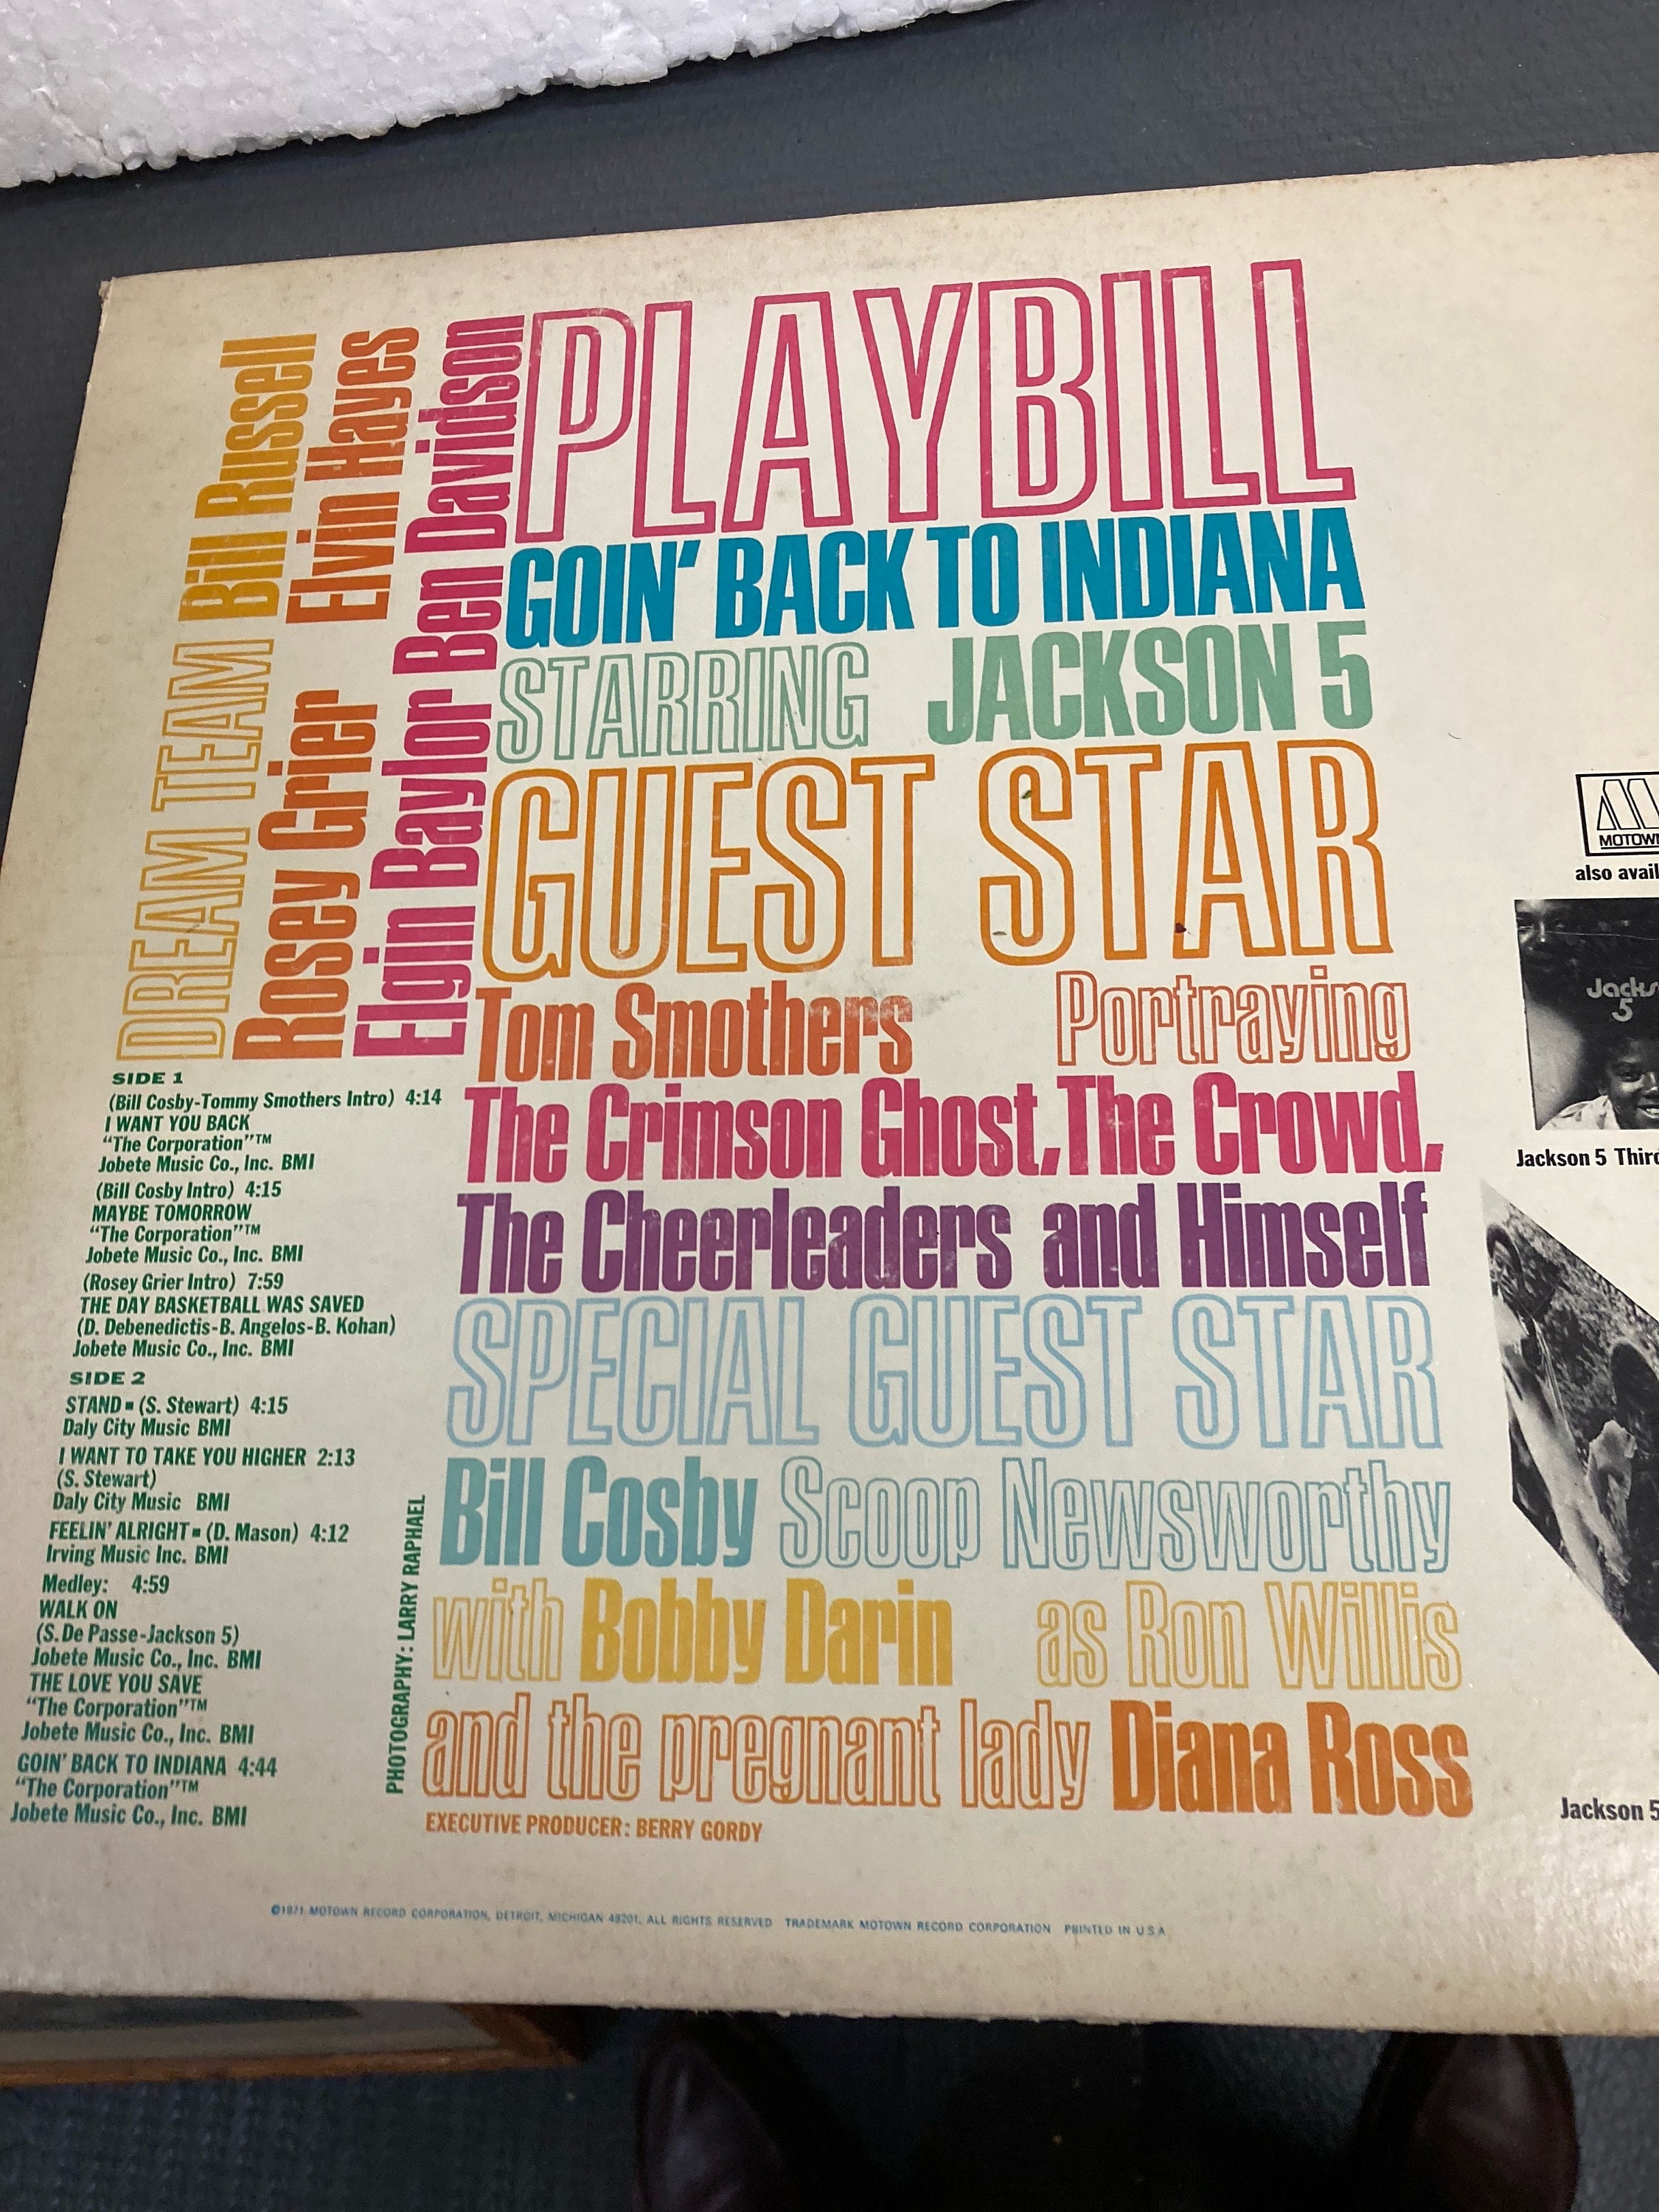 DREAM TEAM Bill Russell
Rosey Grier Elvin Hayes
Elgin Baylor Ben Davidson
PLAYBILL
GOIN' BACK TO INDIANA
STARRING JACKSON 5
GUEST STAR
Tom Smothers Portraying
The Crimson Ghost, The Crowd,
The Cheerleaders and Himself
SPECIAL GUEST STAR
Bill Cosby Scoop Newsworthy
with Bobby Darin as Ron Willis
and the pregnant lady Diana Ross
EXECUTIVE PRODUCER: BERRY GORDY
PHOTOGRAPHY: LARRY RAPHAEL
SIDE 1
(Bill Cosby-Tommy Smothers Intro) 4:14
I WANT YOU BACK
"The Corporation"™
Jobete Music Co., Inc. BMI
(Bill Cosby Intro) 4:15
MAYBE TOMORROW
"The Corporation"™
Jobete Music Co., Inc. BMI
(Rosey Grier Intro) 7:59
THE DAY BASKETBALL WAS SAVED
(D. Debenedictis-B. Angelos-B. Kohan)
Jobete Music Co., Inc. BMI
SIDE 2
STAND ▪ (S. Stewart) 4:15
Daly City Music BMI
I WANT TO TAKE YOU HIGHER 2:13
(S. Stewart)
Daly City Music BMI
FEELIN' ALRIGHT ▪ (D. Mason) 4:12
Irving Music Inc. BMI
Medley: 4:59
WALK ON
(S. De Passe-Jackson 5)
Jobete Music Co., Inc. BMI
THE LOVE YOU SAVE
"The Corporation"™
Jobete Music Co., Inc. BMI
GOIN' BACK TO INDIANA 4:44
"The Corporation"™
Jobete Music Co., Inc. BMI
©1971 MOTOWN RECORD CORPORATION, DETROIT, MICHIGAN 48201, ALL RIGHTS RESERVED TRADEMARK MOTOWN RECORD CORPORATION PRINTED IN U.S.A.
MOTOWN
also avail
Jackson 5 Third
Jackson 5